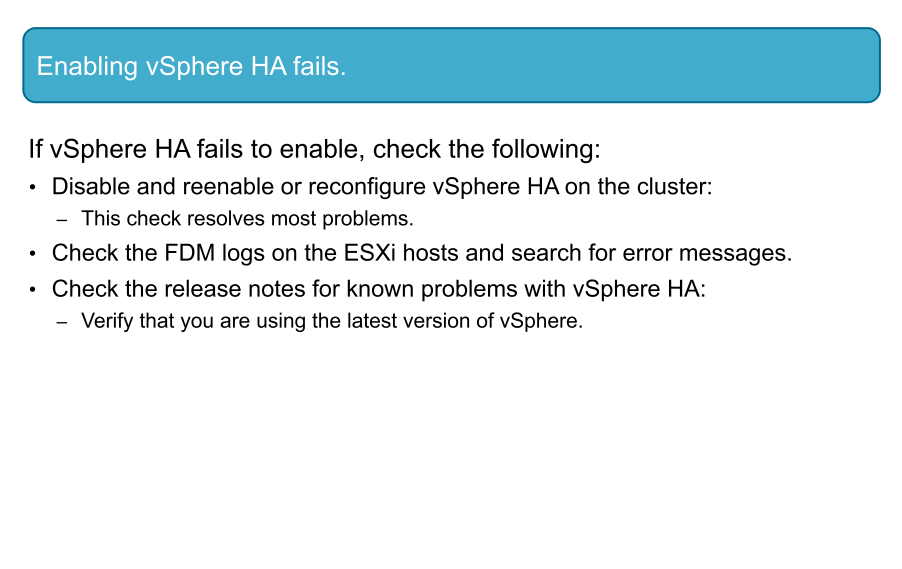 Enabling vSphere HA fails.
If vSphere HA fails to enable, check the following:
• Disable and reenable or reconfigure vSphere HA on the cluster:
– This check resolves most problems.
• Check the FDM logs on the ESXi hosts and search for error messages.
• Check the release notes for known problems with vSphere HA:
– Verify that you are using the latest version of vSphere.